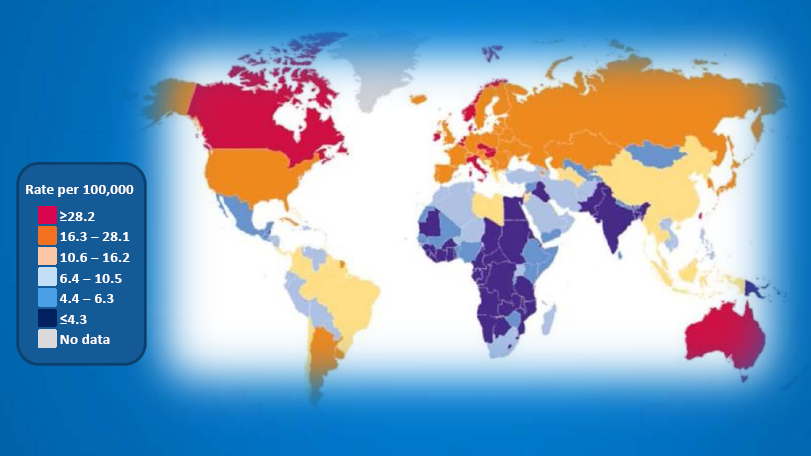 Rate per 100,000
≥28.2
16.3 – 28.1
10.6 – 16.2
6.4 – 10.5
4.4 – 6.3
≤4.3
No data